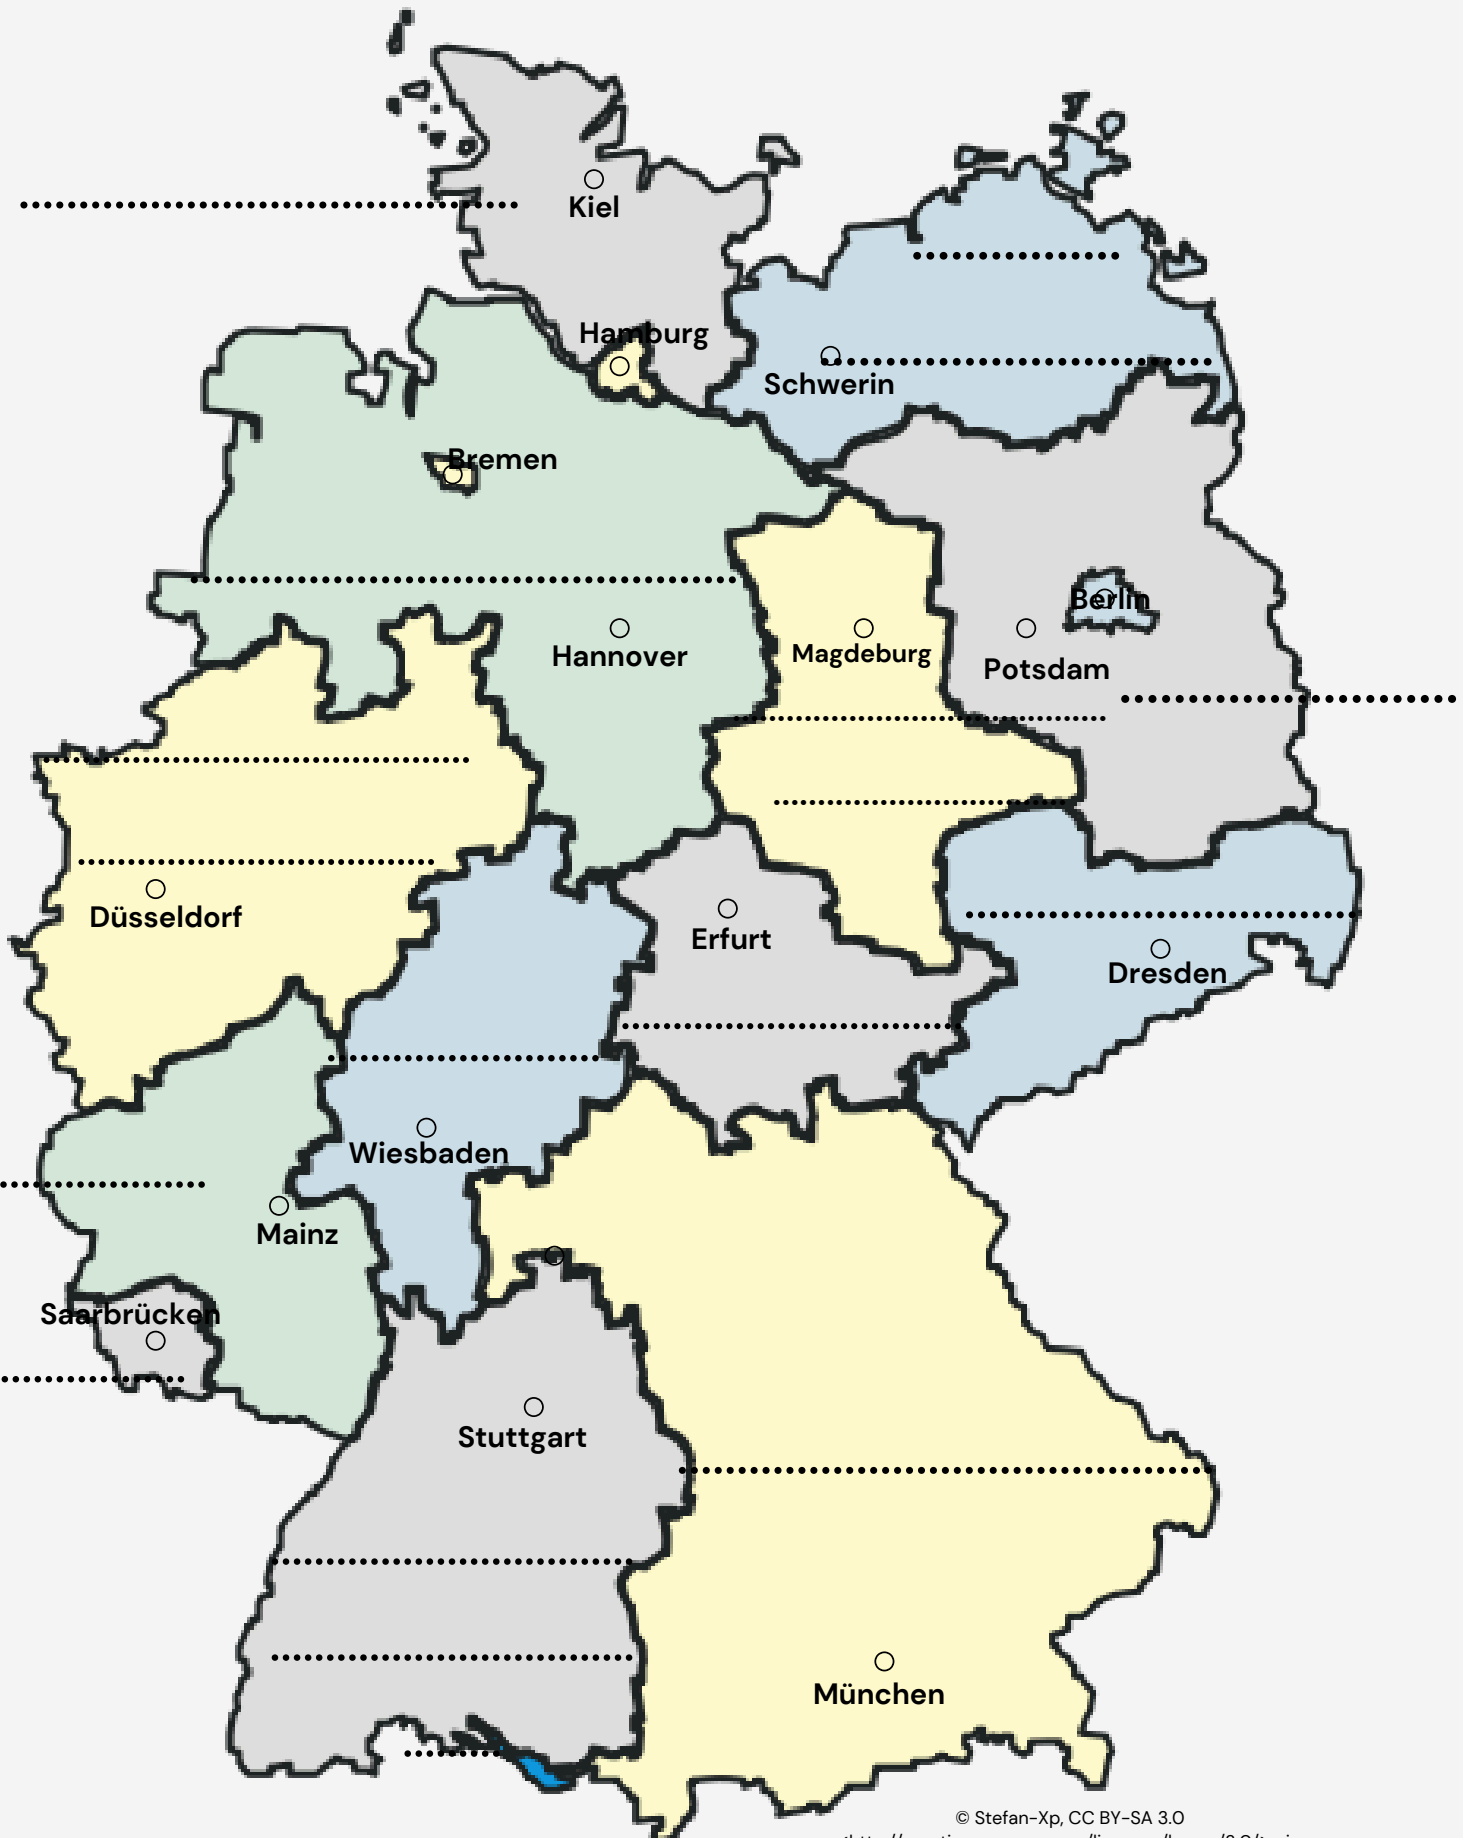 Kiel
Hamburg
Schwerin
Bremen
Berlin
Hannover
Magdeburg
Potsdam
Düsseldorf
Erfurt
Dresden
Wiesbaden
Mainz
Saarbrücken
Stuttgart
München
© Stefan-Xp, CC BY-SA 3.0